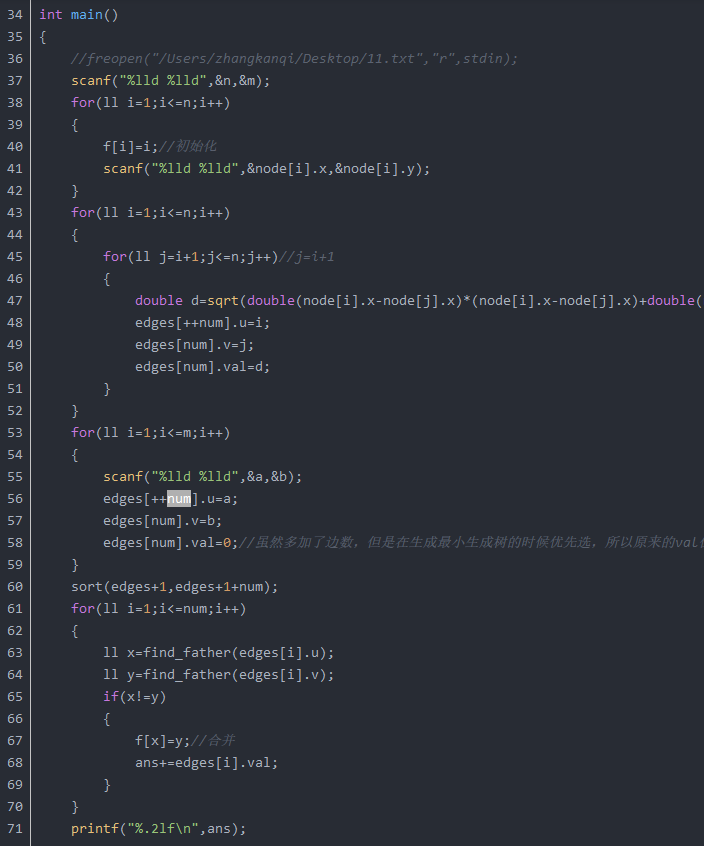 34 int main()
35 {
36 //freopen("/Users/zhangkanqi/Desktop/11.txt","r",stdin);
37 scanf("%lld %lld",&n,&m);
38 for(ll i=1;i<=n;i++)
39 {
40 f[i]=i;//初始化
41 scanf("%lld %lld",&node[i].x,&node[i].y);
42 }
43 for(ll i=1;i<=n;i++)
44 {
45 for(ll j=i+1;j<=n;j++)//j=i+1
46 {
47 double d=sqrt(double(node[i].x-node[j].x)*(node[i].x-node[j].x)+double(
48 edges[++num].u=i;
49 edges[num].v=j;
50 edges[num].val=d;
51 }
52 }
53 for(ll i=1;i<=m;i++)
54 {
55 scanf("%lld %lld",&a,&b);
56 edges[++num].u=a;
57 edges[num].v=b;
58 edges[num].val=0;//虽然多加了边数，但是在生成最小生成树的时候优先选，所以原来的val
59 }
60 sort(edges+1,edges+1+num);
61 for(ll i=1;i<=num;i++)
62 {
63 ll x=find_father(edges[i].u);
64 ll y=find_father(edges[i].v);
65 if(x!=y)
66 {
67 f[x]=y;//合并
68 ans+=edges[i].val;
69 }
70 }
71 printf("%.2lf\n",ans);